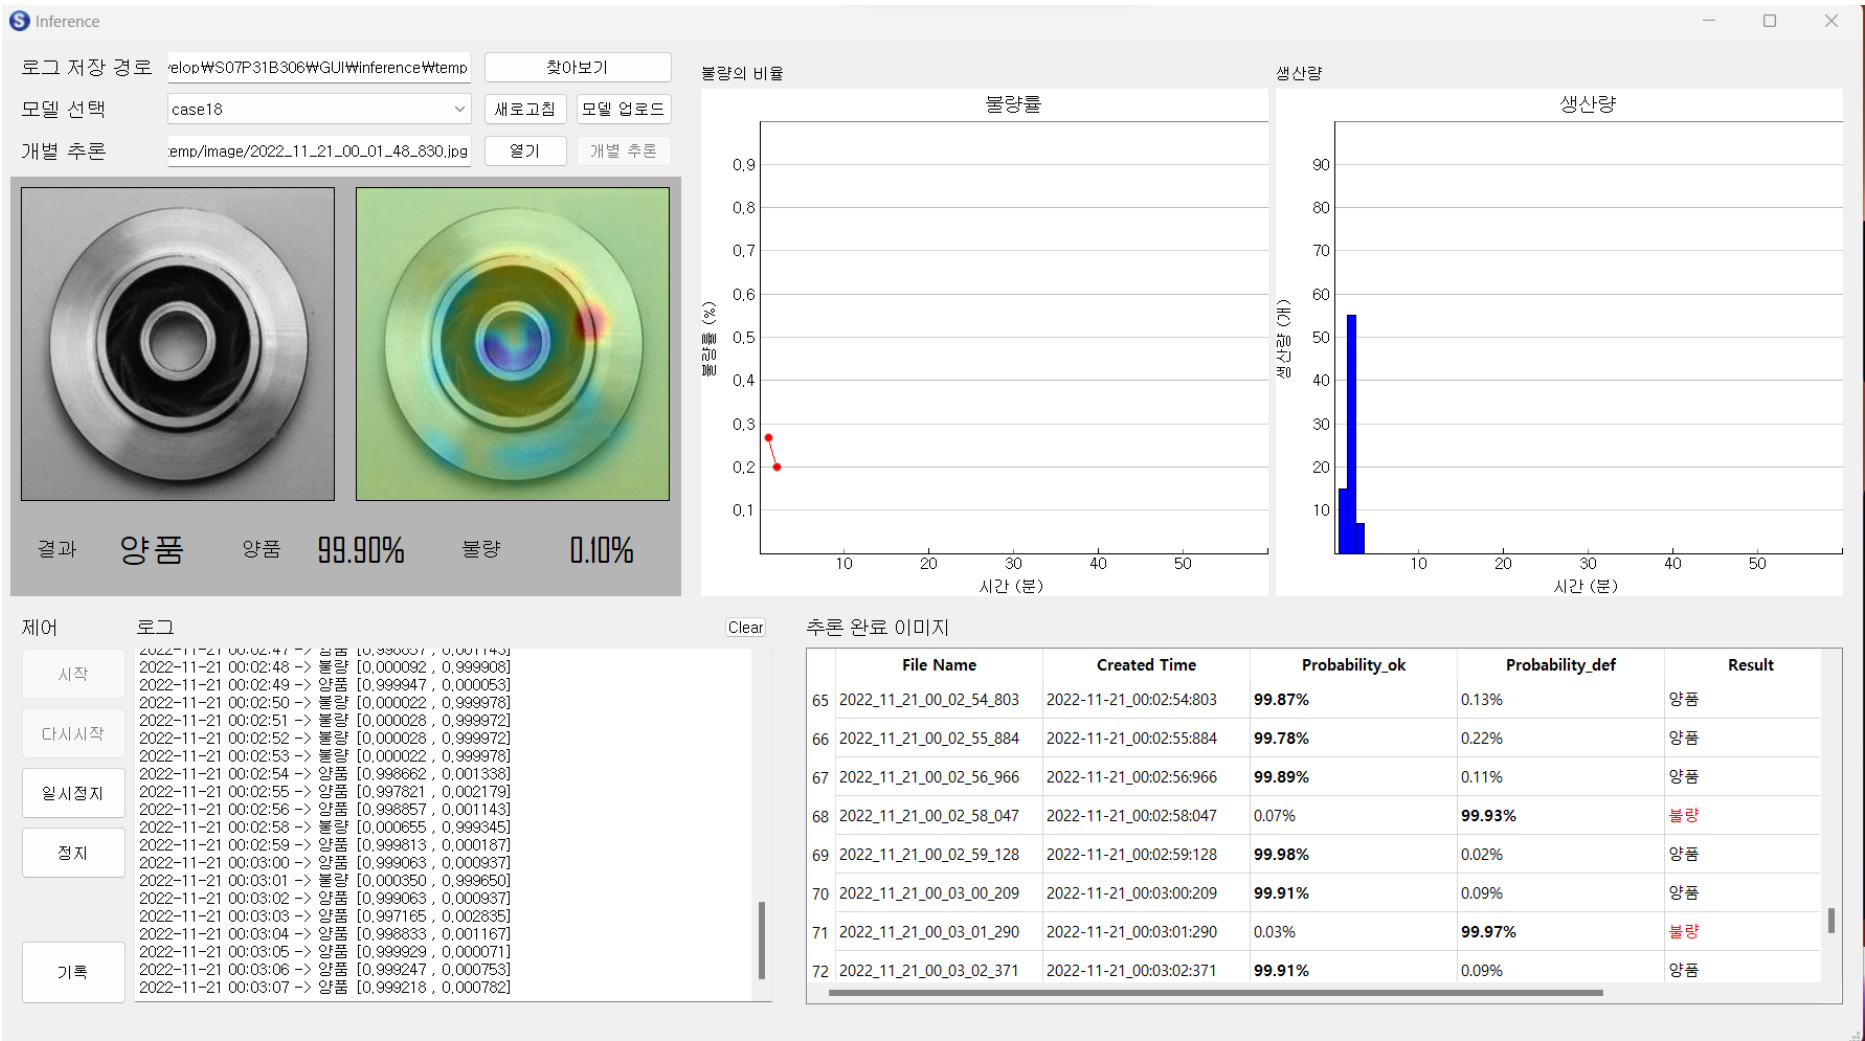 Inference
로그 저장 경로 velop₩S07P31B306₩GUI₩inference₩temp 찾아보기
모델 선택 case18 새로고침 모델 업로드
개별 추론 :emp/image/2022_11_21_00_01_48_830.jpg 열기 개별 추론
결과 양품 양품 99.90% 불량 0.10%
불량의 비율
불량률
0.9
0.8
0.7
0.6
0.5
0.4
0.3
0.2
0.1
불량률 (%)
10 20 30 40 50
시간 (분)
생산량
생산량
90
80
70
60
50
40
30
20
10
생산량 (개)
10 20 30 40 50
시간 (분)
제어
시작
다시시작
일시정지
정지
기록
로그 Clear
2022-11-21 00:02:47 -> 양품 [0.998857 , 0.001143]
2022-11-21 00:02:48 -> 불량 [0.000092 , 0.999908]
2022-11-21 00:02:49 -> 양품 [0.999947 , 0.000053]
2022-11-21 00:02:50 -> 불량 [0.000022 , 0.999978]
2022-11-21 00:02:51 -> 불량 [0.000028 , 0.999972]
2022-11-21 00:02:52 -> 불량 [0.000028 , 0.999972]
2022-11-21 00:02:53 -> 불량 [0.000022 , 0.999978]
2022-11-21 00:02:54 -> 양품 [0.998662 , 0.001338]
2022-11-21 00:02:55 -> 양품 [0.997821 , 0.002179]
2022-11-21 00:02:56 -> 양품 [0.998857 , 0.001143]
2022-11-21 00:02:58 -> 불량 [0.000655 , 0.999345]
2022-11-21 00:02:59 -> 양품 [0.999813 , 0.000187]
2022-11-21 00:03:00 -> 양품 [0.999063 , 0.000937]
2022-11-21 00:03:01 -> 불량 [0.000350 , 0.999650]
2022-11-21 00:03:02 -> 양품 [0.999063 , 0.000937]
2022-11-21 00:03:03 -> 양품 [0.997165 , 0.002835]
2022-11-21 00:03:04 -> 양품 [0.998833 , 0.001167]
2022-11-21 00:03:05 -> 양품 [0.999929 , 0.000071]
2022-11-21 00:03:06 -> 양품 [0.999247 , 0.000753]
2022-11-21 00:03:07 -> 양품 [0.999218 , 0.000782]
추론 완료 이미지
File Name Created Time Probability_ok Probability_def Result
65 2022_11_21_00_02_54_803 2022-11-21_00:02:54:803 99.87% 0.13% 양품
66 2022_11_21_00_02_55_884 2022-11-21_00:02:55:884 99.78% 0.22% 양품
67 2022_11_21_00_02_56_966 2022-11-21_00:02:56:966 99.89% 0.11% 양품
68 2022_11_21_00_02_58_047 2022-11-21_00:02:58:047 0.07% 99.93% 불량
69 2022_11_21_00_02_59_128 2022-11-21_00:02:59:128 99.98% 0.02% 양품
70 2022_11_21_00_03_00_209 2022-11-21_00:03:00:209 99.91% 0.09% 양품
71 2022_11_21_00_03_01_290 2022-11-21_00:03:01:290 0.03% 99.97% 불량
72 2022_11_21_00_03_02_371 2022-11-21_00:03:02:371 99.91% 0.09% 양품